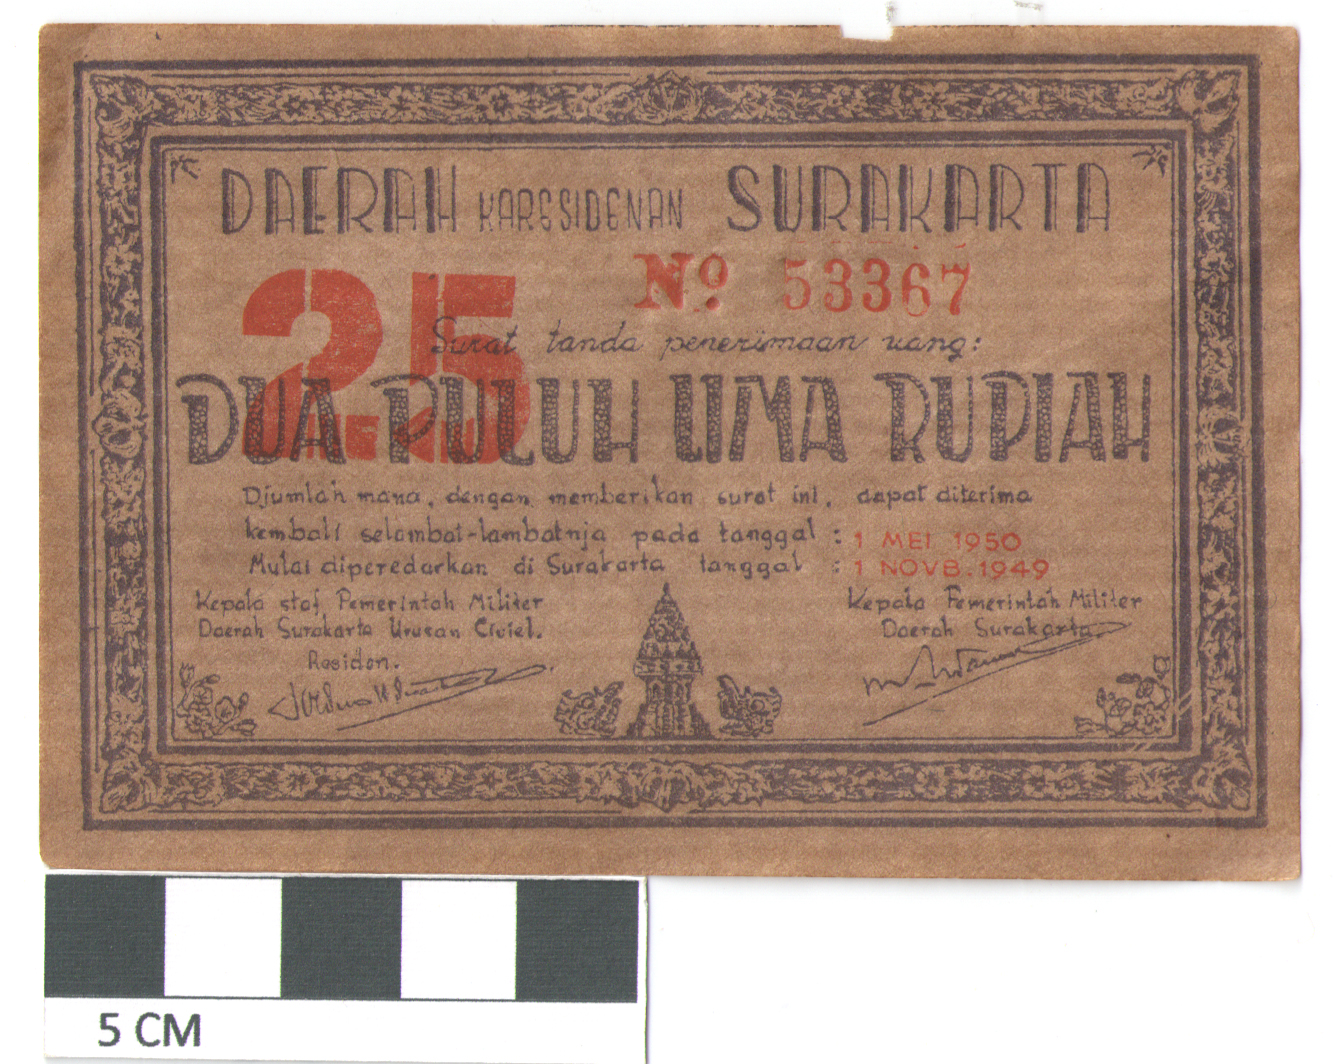 DAERAH KARESIDENAN SURAKARTA
No 53367
25
Surat tanda penerimaan uang:
DUA PULUH LIMA RUPIAH
Djumlah mana, dengan memberikan surat ini, dapat diterima
kembali selambat-lambatnja pada tanggal : 1 MEI 1950
Mulai diperedarkan di Surakarta tanggal : 1 NOVB. 1949
Kepala staf Pemerintah Militer
Daerah Surakarta Urusan Civiel.
Residen.
Kepala Pemerintah Militer
Daerah Surakarta
5 CM